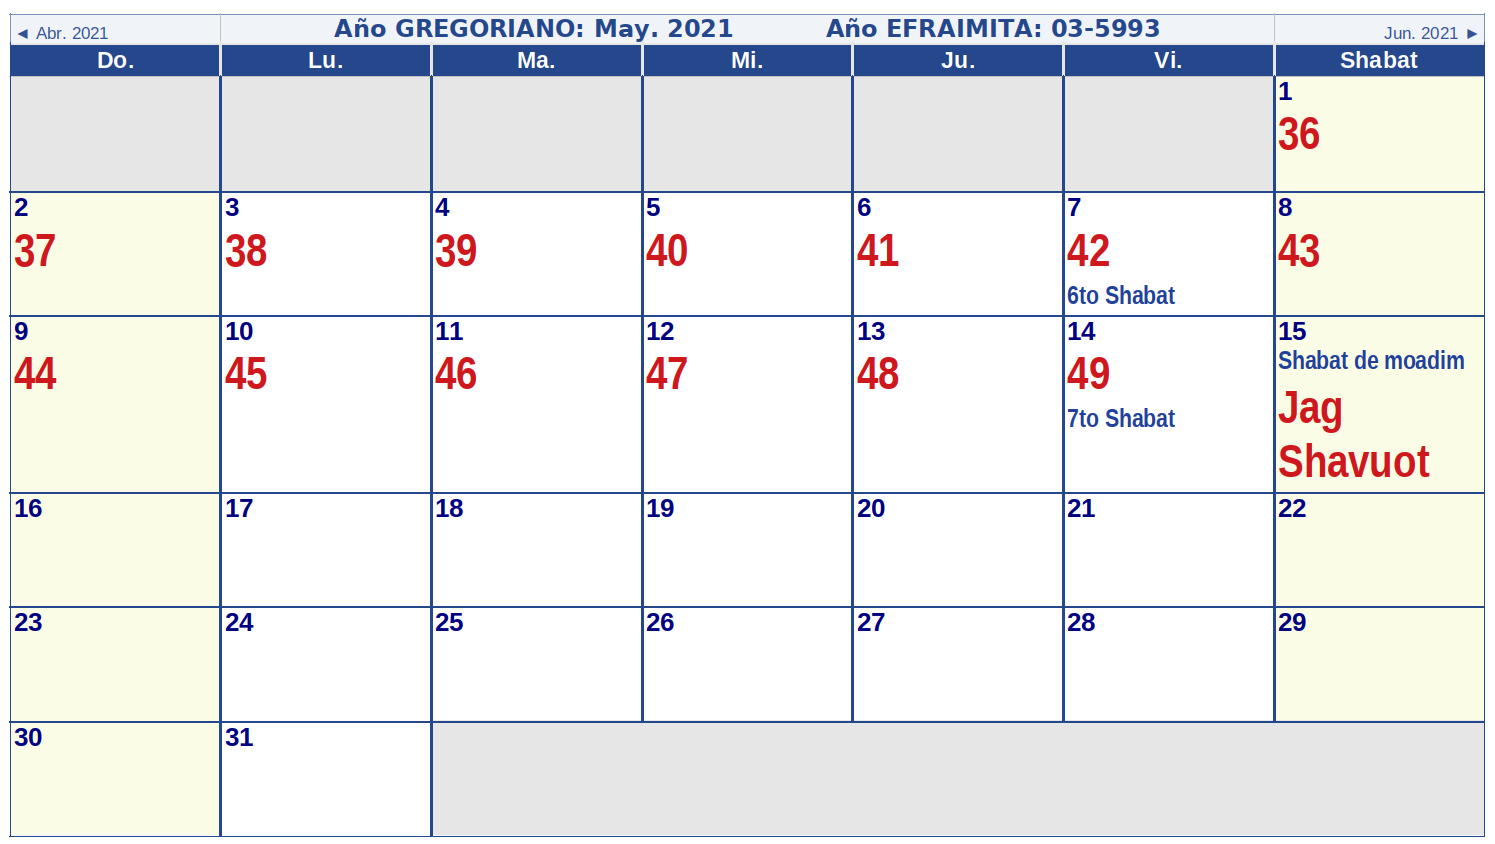 ◄ Abr. 2021 Año GREGORIANO: May. 2021 Año EFRAIMITA: 03-5993 Jun. 2021 ►
Do. Lu. Ma. Mi. Ju. Vi. Shabat
1
36
2 3 4 5 6 7 8
37 38 39 40 41 42 43
6to Shabat
9 10 11 12 13 14 15
Shabat de moadim
44 45 46 47 48 49
Jag
7to Shabat
Shavuot
16 17 18 19 20 21 22
23 24 25 26 27 28 29
30 31